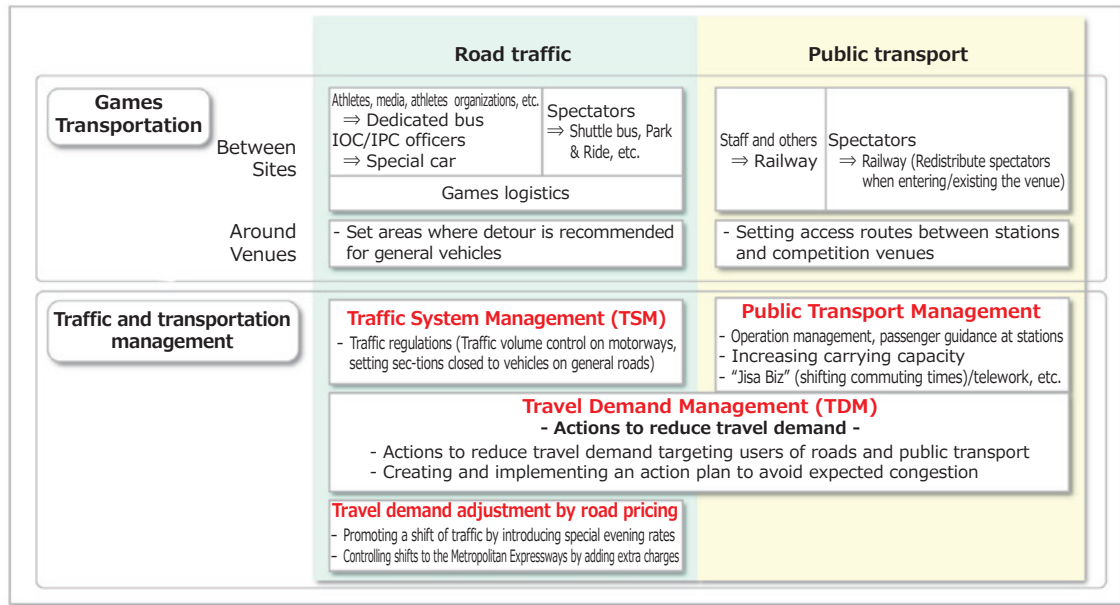 Road traffic
Public transport
Games
Transportation
Between
Sites
Athletes, media, athletes organizations, etc.
⇒ Dedicated bus
IOC/IPC officers
⇒ Special car
Spectators
⇒ Shuttle bus, Park
& Ride, etc.
Games logistics
Staff and others
⇒ Railway
Spectators
⇒ Railway (Redistribute spectators
when entering/existing the venue)
Around
Venues
- Set areas where detour is recommended
for general vehicles
- Setting access routes between stations
and competition venues
Traffic and transportation
management
Traffic System Management (TSM)
- Traffic regulations (Traffic volume control on motorways,
setting sec-tions closed to vehicles on general roads)
Public Transport Management
- Operation management, passenger guidance at stations
- Increasing carrying capacity
- “Jisa Biz” (shifting commuting times)/telework, etc.
Travel Demand Management (TDM)
- Actions to reduce travel demand -
- Actions to reduce travel demand targeting users of roads and public transport
- Creating and implementing an action plan to avoid expected congestion
Travel demand adjustment by road pricing
- Promoting a shift of traffic by introducing special evening rates
- Controlling shifts to the Metropolitan Expressways by adding extra charges